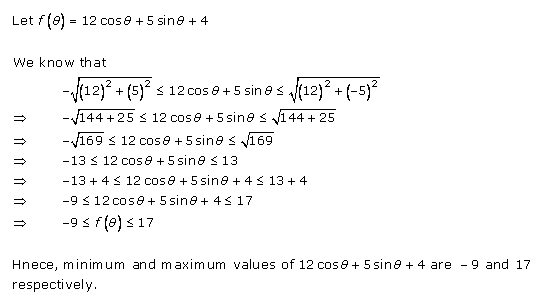 Let f(θ) = 12 cosθ + 5 sinθ + 4
We know that
-√((12)² + (5)²) ≤ 12 cosθ + 5 sinθ ≤ √((12)² + (-5)²)
⇒ -√(144 + 25) ≤ 12 cosθ + 5 sinθ ≤ √(144 + 25)
⇒ -√169 ≤ 12 cosθ + 5 sinθ ≤ √169
⇒ -13 ≤ 12 cosθ + 5 sinθ ≤ 13
⇒ -13 + 4 ≤ 12 cosθ + 5 sinθ + 4 ≤ 13 + 4
⇒ -9 ≤ 12 cosθ + 5 sinθ + 4 ≤ 17
⇒ -9 ≤ f(θ) ≤ 17
Hnece, minimum and maximum values of 12 cosθ + 5 sinθ + 4 are - 9 and 17
respectively.